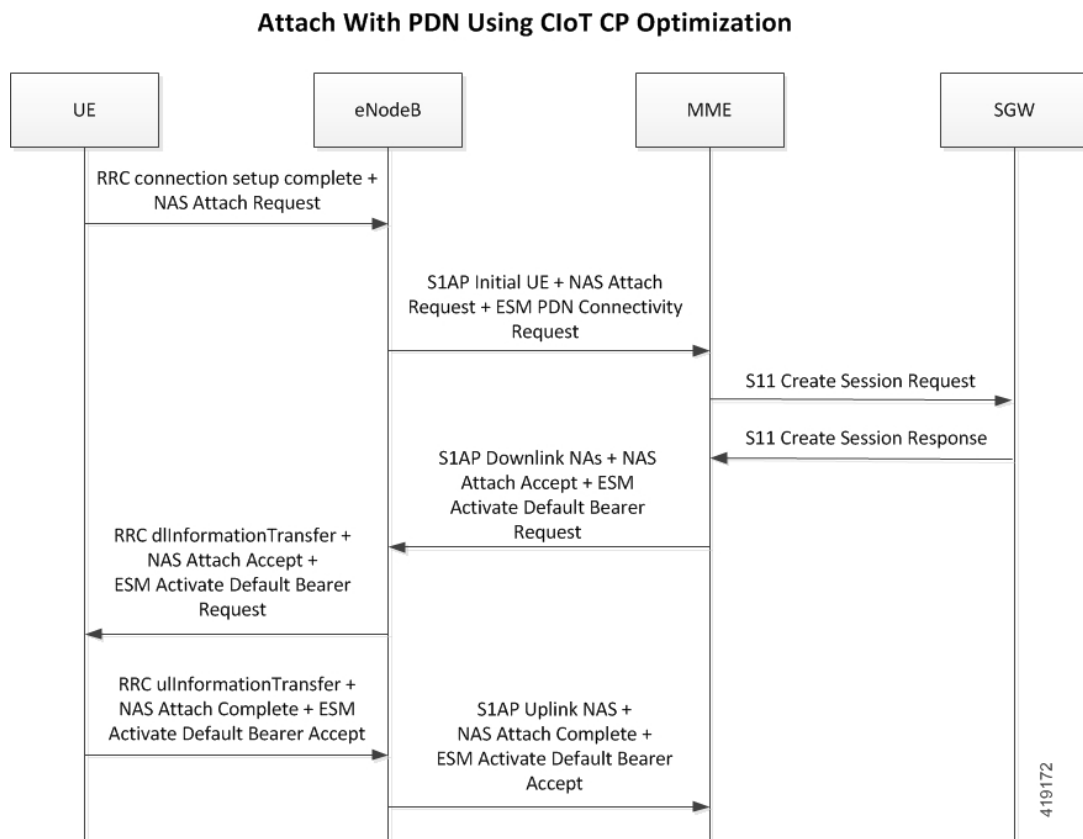 Attach With PDN Using CIoT CP Optimization
UE
eNodeB
MME
SGW
RRC connection setup complete +
NAS Attach Request
S1AP Initial UE + NAS Attach
Request + ESM PDN Connectivity
Request
S11 Create Session Request
S11 Create Session Response
S1AP Downlink NAs + NAS
Attach Accept + ESM
Activate Default Bearer
Request
RRC dlInformationTransfer +
NAS Attach Accept +
ESM Activate Default Bearer
Request
RRC ulInformationTransfer +
NAS Attach Complete + ESM
Activate Default Bearer Accept
S1AP Uplink NAS +
NAS Attach Complete +
ESM Activate Default Bearer
Accept
419172